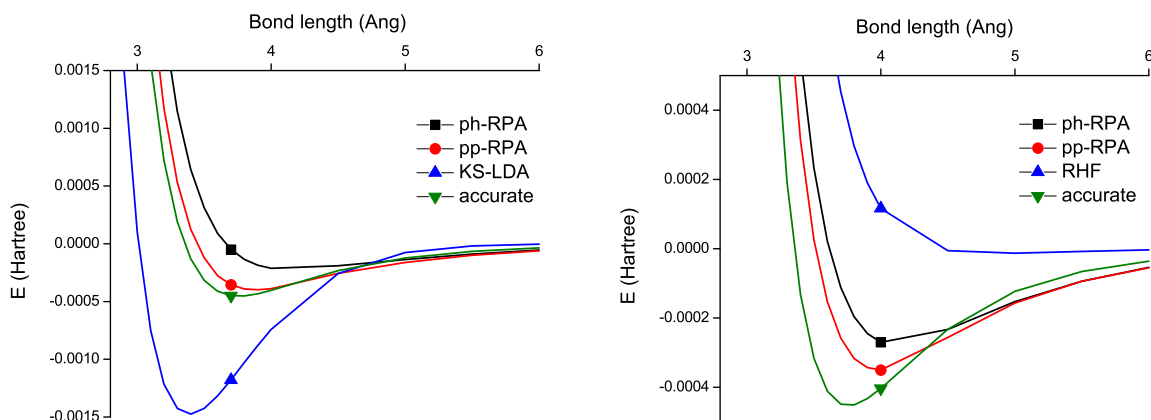 Bond length (Ang)
3 4 5 6
0.0015
0.0010
0.0005
0.0000
-0.0005
-0.0010
-0.0015
E (Hartree)
ph-RPA
pp-RPA
KS-LDA
accurate
Bond length (Ang)
3 4 5 6
0.0004
0.0002
0.0000
-0.0002
-0.0004
E (Hartree)
ph-RPA
pp-RPA
RHF
accurate